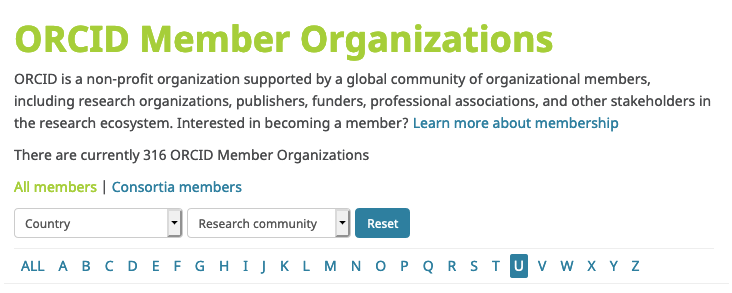 ORCID Member Organizations
ORCID is a non-profit organization supported by a global community of organizational members,
including research organizations, publishers, funders, professional associations, and other stakeholders in
the research ecosystem. Interested in becoming a member? Learn more about membership
There are currently 316 ORCID Member Organizations
All members | Consortia members
Country Research community Reset
ALL A B C D E F G H I J K L M N O P Q R S T U V W X Y Z